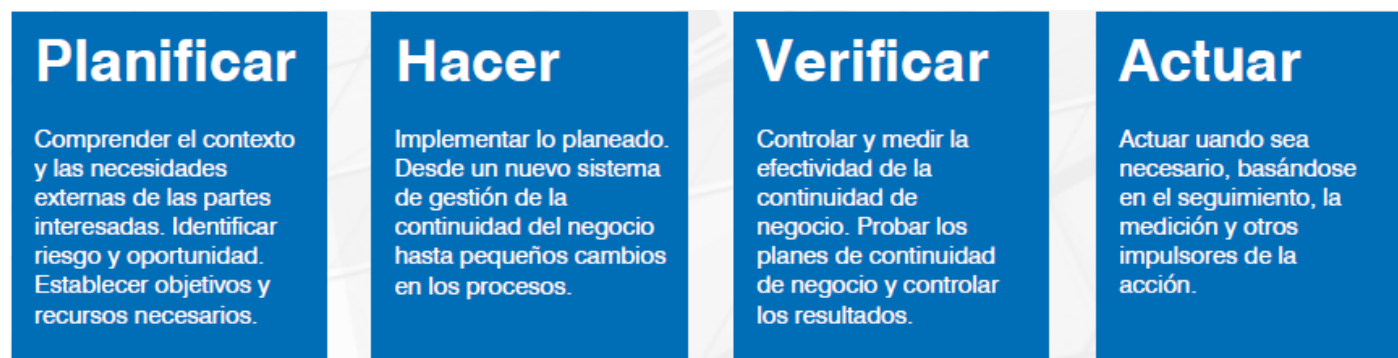 Planificar
Comprender el contexto
y las necesidades
externas de las partes
interesadas. Identificar
riesgo y oportunidad.
Establecer objetivos y
recursos necesarios.
Hacer
Implementar lo planeado.
Desde un nuevo sistema
de gestión de la
continuidad del negocio
hasta pequeños cambios
en los procesos.
Verificar
Controlar y medir la
efectividad de la
continuidad de
negocio. Probar los
planes de continuidad
de negocio y controlar
los resultados.
Actuar
Actuar uando sea
necesario, basándose
en el seguimiento, la
medición y otros
impulsores de la
acción.